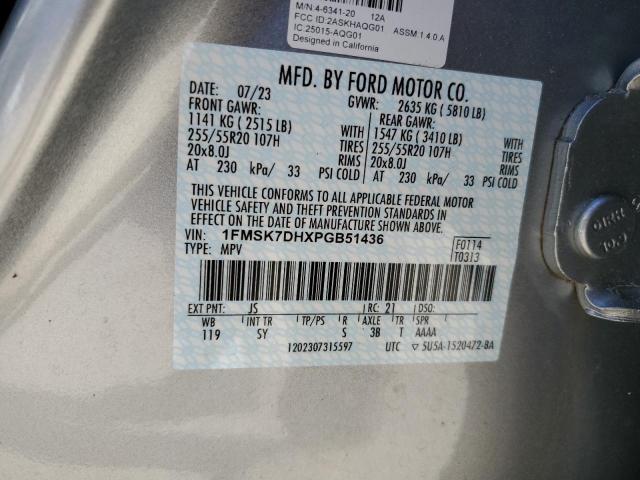 M/N:4-6341-20 12A
FCC ID:2ASKHAQG01 ASSM.1.4.0.A
IC:25015-AQG01
Designed in California
MFD. BY FORD MOTOR CO.
DATE: 07/23 GVWR: 2635 KG ( 5810 LB)
FRONT GAWR: REAR GAWR:
1141 KG ( 2515 LB) WITH 1547 KG ( 3410 LB) WITH
255/55R20 107H TIRES 255/55R20 107H TIRES
20x8.0J RIMS 20x8.0J RIMS
AT 230 kPa/ 33 PSI COLD AT 230 kPa/ 33 PSI COLD
THIS VEHICLE CONFORMS TO ALL APPLICABLE FEDERAL MOTOR
VEHICLE SAFETY AND THEFT PREVENTION STANDARDS IN
EFFECT ON THE DATE OF MANUFACTURE SHOWN ABOVE.
VIN: 1FMSK7DHXPGB51436 F0114
TYPE: MPV T0313
EXT PNT: JS RC: 21 DSO:
WB INT TR TP/PS R AXLE TR SPR
119 SY S 3B T AAAA
I202307315597 UTC ▽ 5U5A-1520472-BA